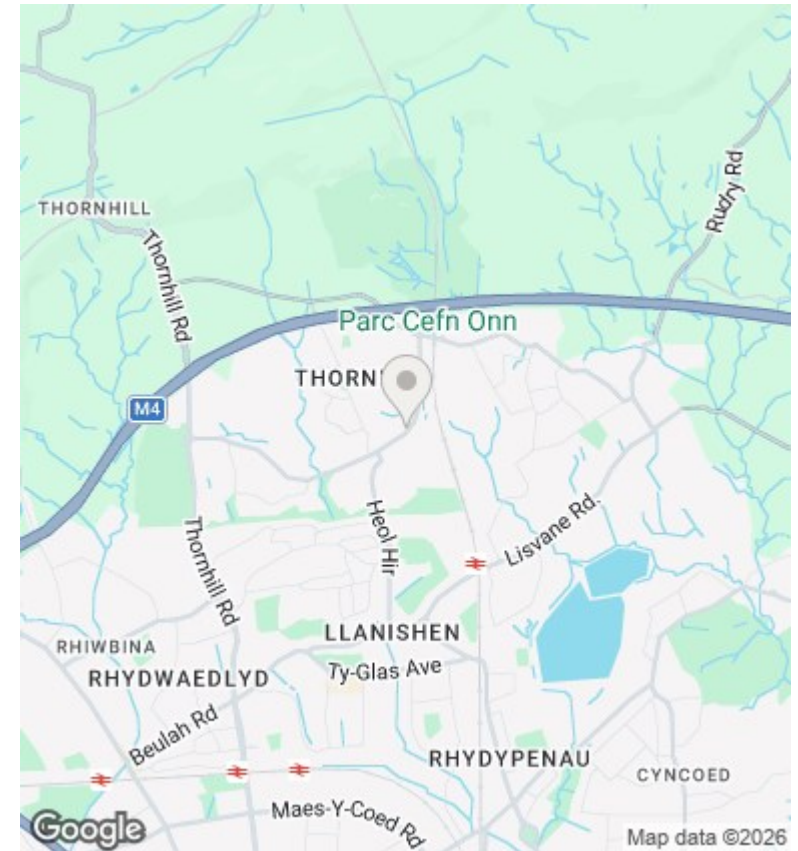 THORNHILL
Rudry Rd
Thornhill Rd
Parc Cefn Onn
THORN
M4
Heol Hir
Lisvane Rd.
Thornhill Rd
LLANISHEN
RHIWBINA
RHYDWAEDLYD
Ty-Glas Ave
Beulah Rd
RHYDYPENAU
CYNCOED
Maes-Y-Coed Rd
Google
Map data ©2026